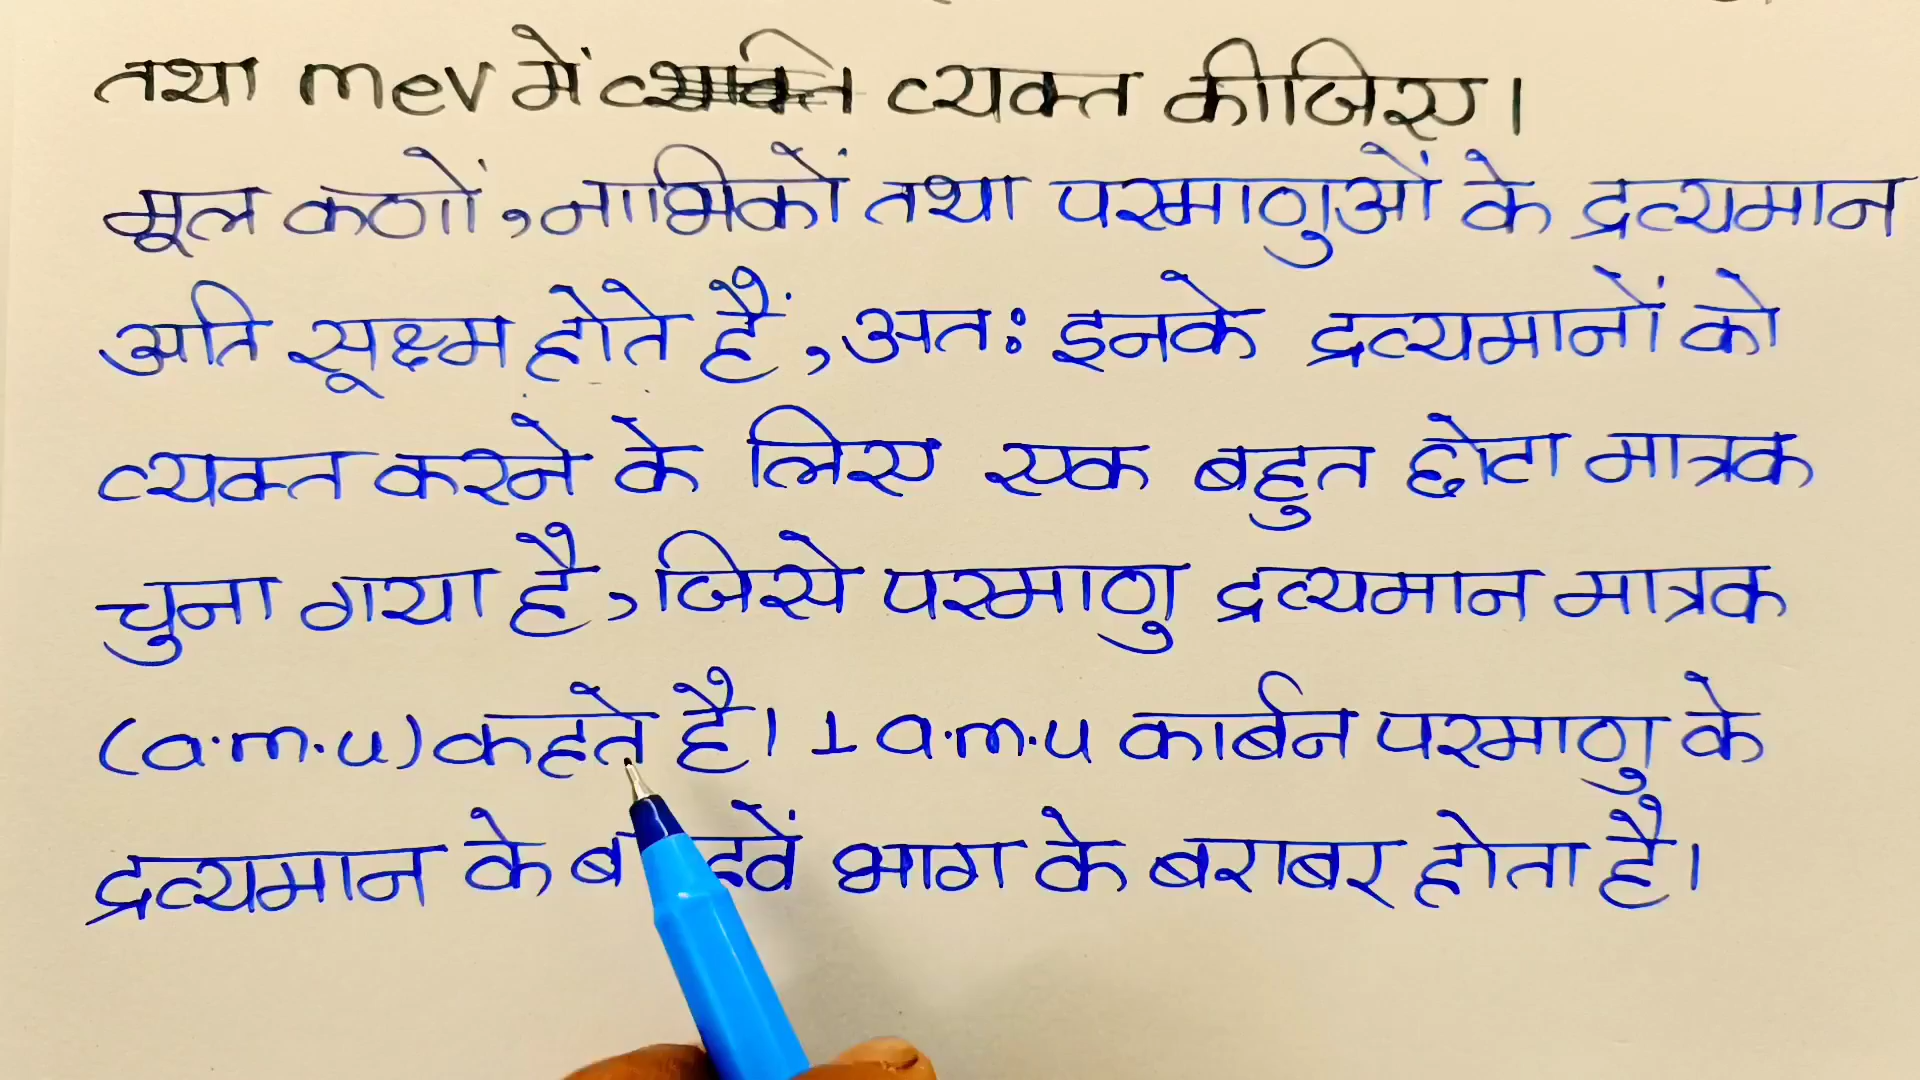 तथा mev में व्यक्त कीजिए।
मूल कणों, नाभिकों तथा परमाणुओं के द्रव्यमान
अति सूक्ष्म होते हैं, अतः इनके द्रव्यमानों को
व्यक्त करने के लिए एक बहुत छोटा मात्रक
चुना गया है, जिसे परमाणु द्रव्यमान मात्रक
(a.m.u) कहते है। 1 a.m.u कार्बन परमाणु के
द्रव्यमान के भाग के बराबर होता है।